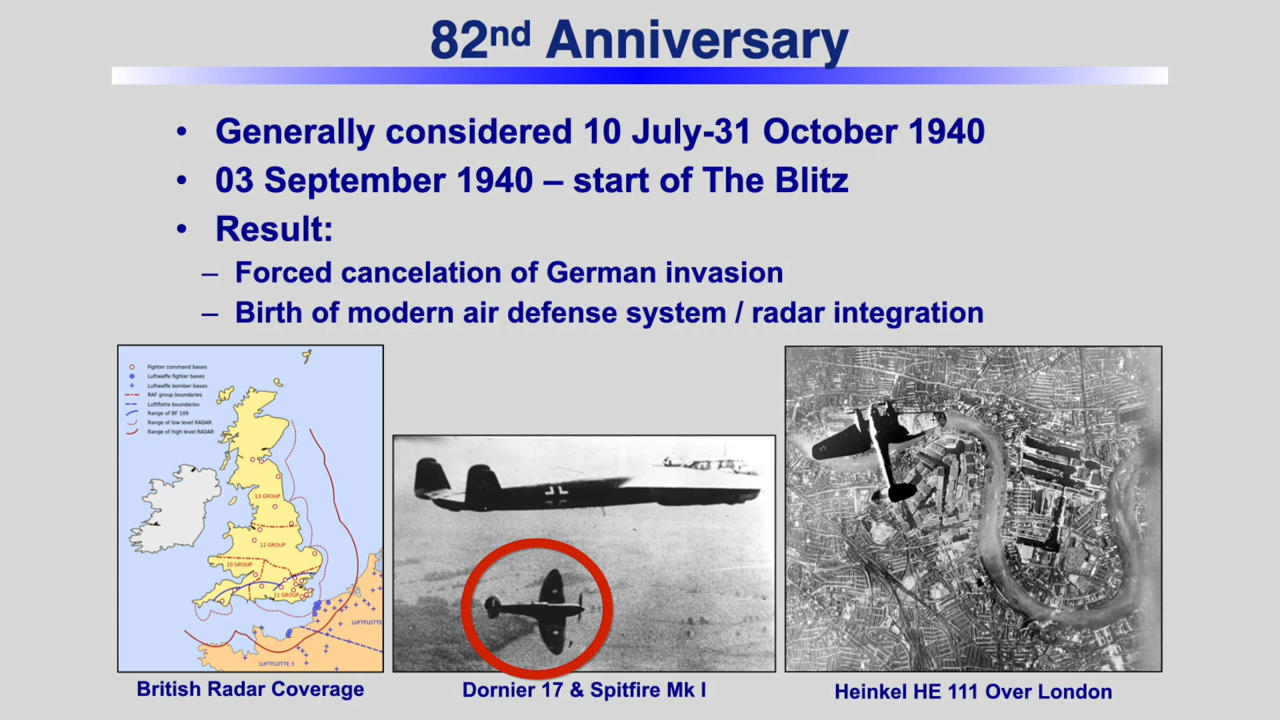 82nd Anniversary
• Generally considered 10 July-31 October 1940
• 03 September 1940 – start of The Blitz
• Result:
– Forced cancelation of German invasion
– Birth of modern air defense system / radar integration
Fighter command bases
Luftwaffe fighter bases
Luftwaffe bomber bases
RAF group boundaries
Luftflotte boundaries
Range of BF 109
Range of low level RADAR
Range of high level RADAR
13 GROUP
12 GROUP
10 GROUP
11 GROUP
LUFTFLOTTE
LUFTFLOTTE 3
British Radar Coverage
Dornier 17 & Spitfire Mk I
Heinkel HE 111 Over London